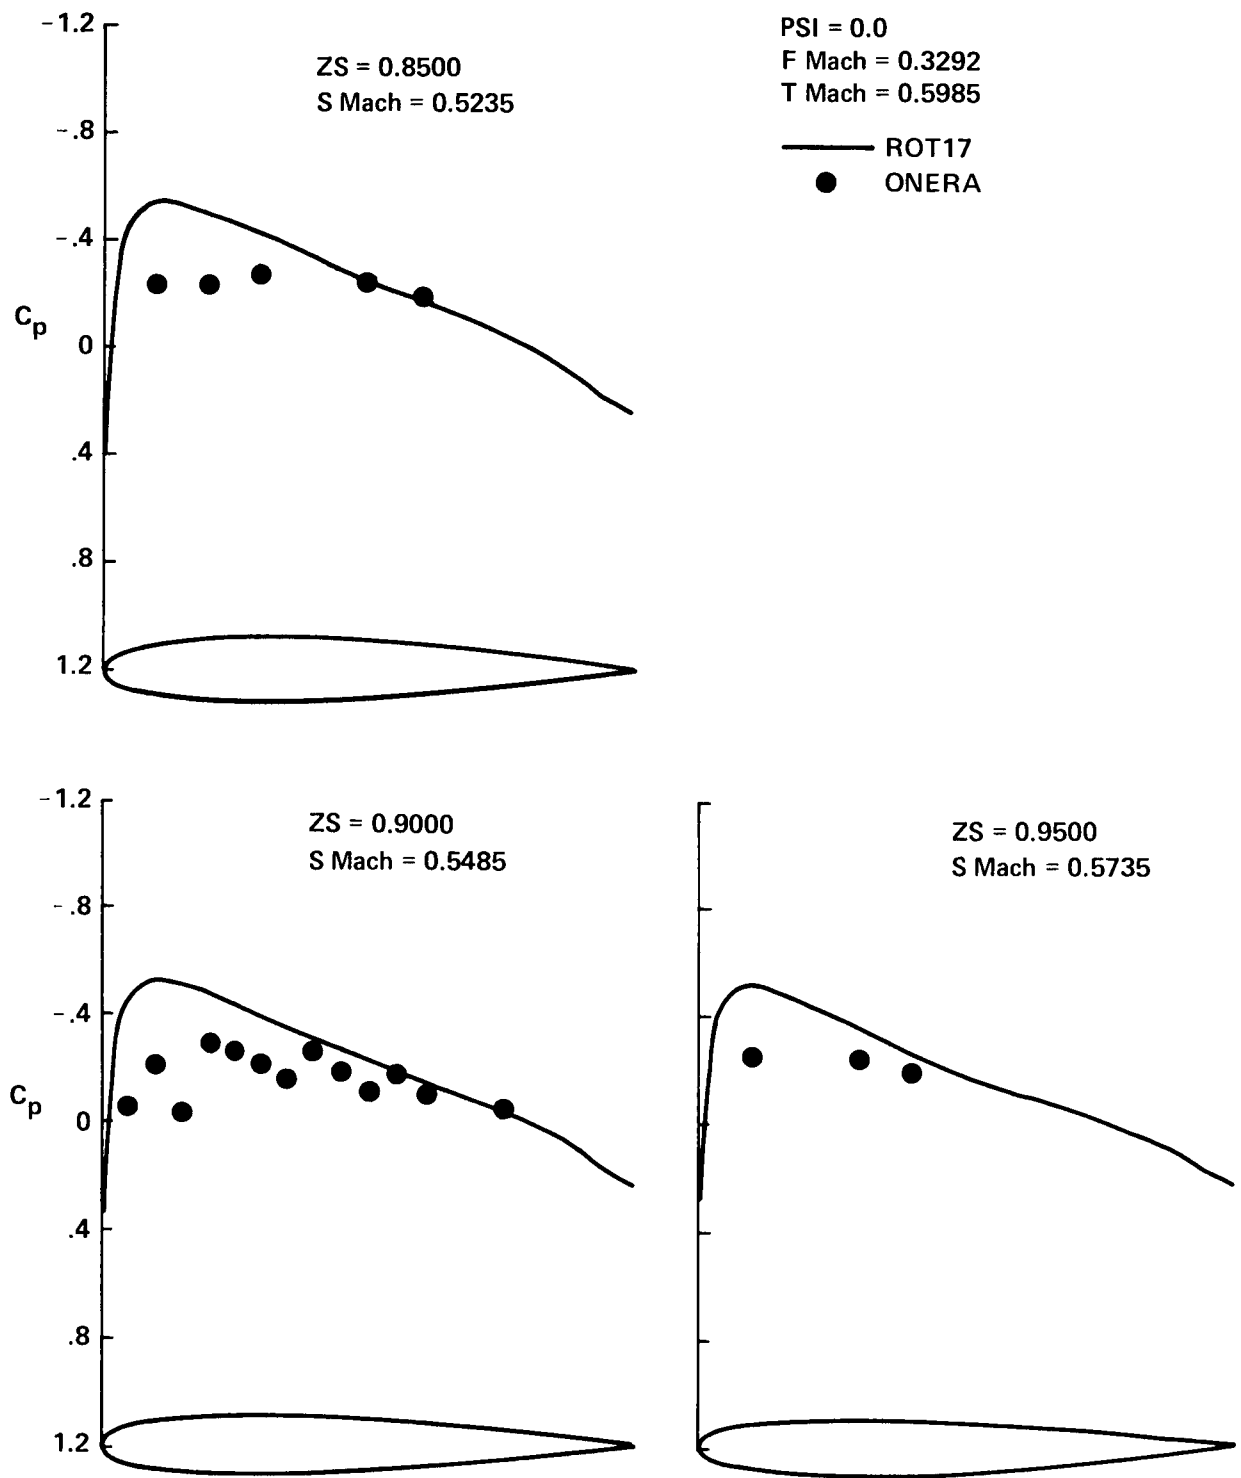 -1.2
-.8
-.4
Cp
0
.4
.8
1.2
ZS = 0.8500
S Mach = 0.5235
PSI = 0.0
F Mach = 0.3292
T Mach = 0.5985
ROT17
ONERA
-1.2
-.8
-.4
Cp
0
.4
.8
1.2
ZS = 0.9000
S Mach = 0.5485
ZS = 0.9500
S Mach = 0.5735